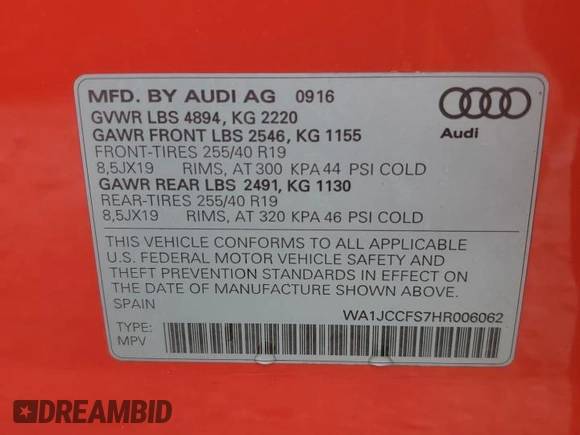 MFD. BY AUDI AG 0916
GVWR LBS 4894, KG 2220
GAWR FRONT LBS 2546, KG 1155
FRONT-TIRES 255/40 R19
8,5JX19 RIMS, AT 300 KPA 44 PSI COLD
GAWR REAR LBS 2491, KG 1130
REAR-TIRES 255/40 R19
8,5JX19 RIMS, AT 320 KPA 46 PSI COLD
Audi
THIS VEHICLE CONFORMS TO ALL APPLICABLE
U.S. FEDERAL MOTOR VEHICLE SAFETY AND
THEFT PREVENTION STANDARDS IN EFFECT ON
THE DATE OF MANUFACTURE SHOWN ABOVE.
SPAIN
WA1JCCFS7HR006062
TYPE:
MPV
DREAMBID